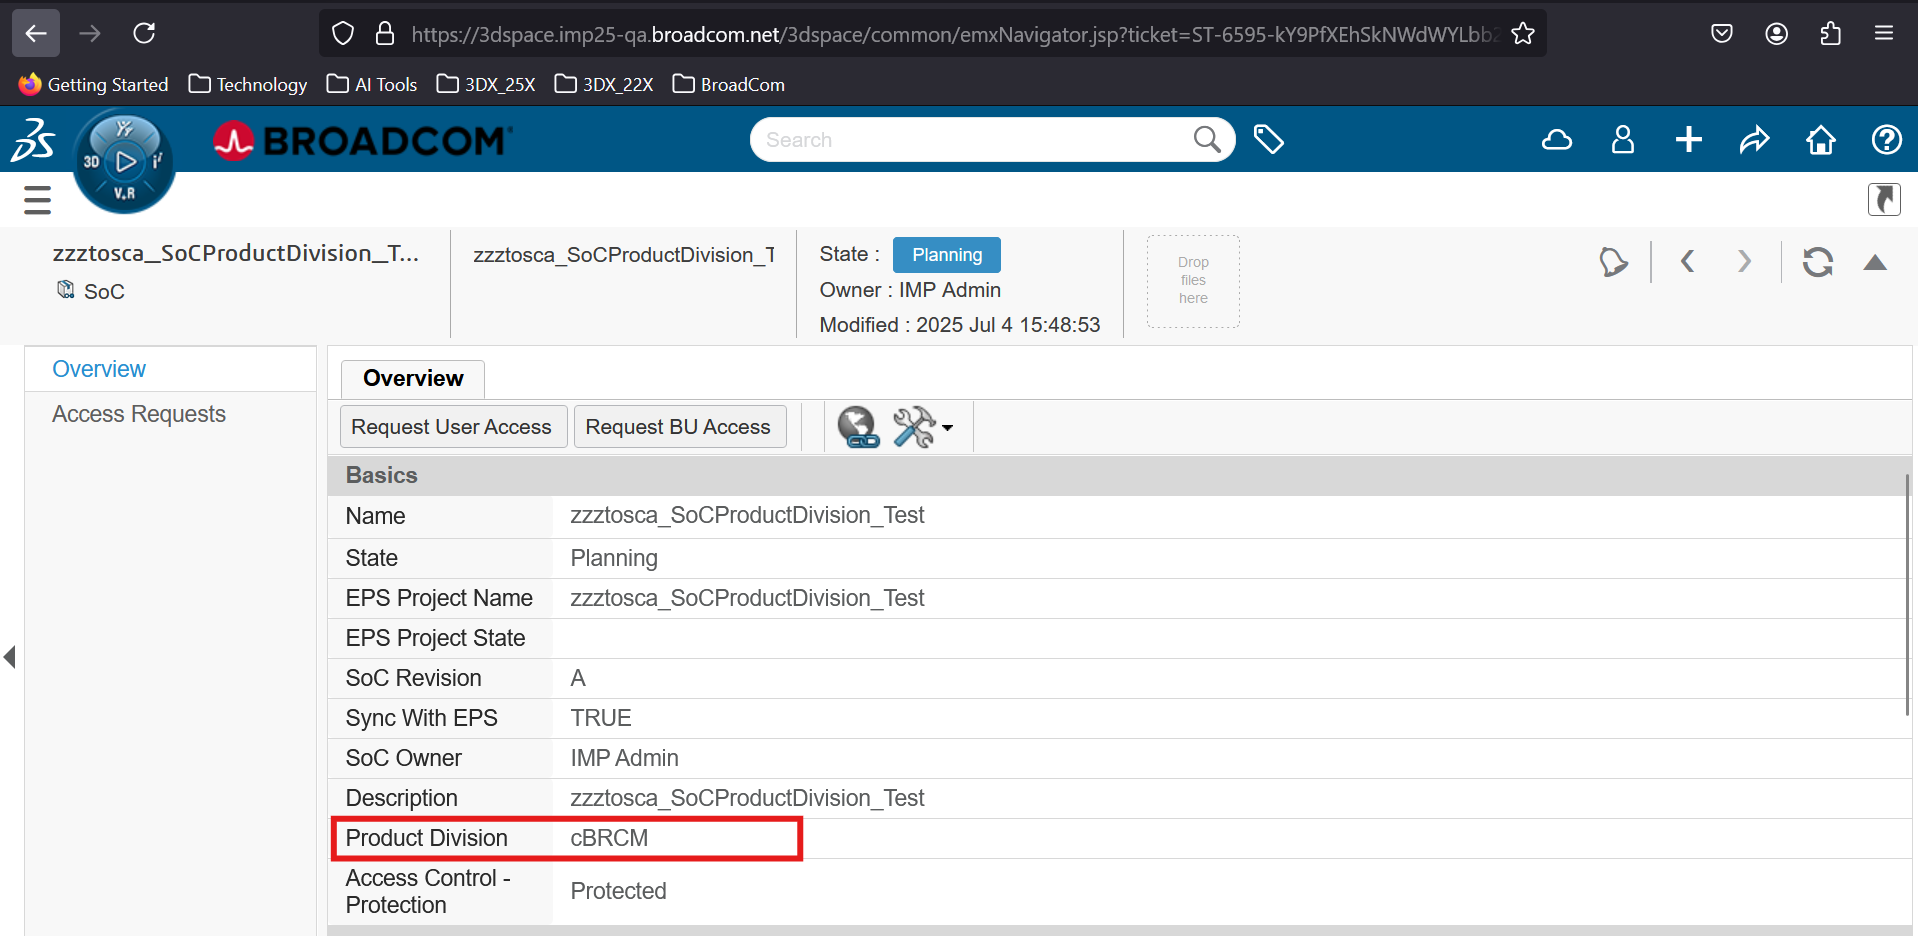 https://3dspace.imp25-qa.broadcom.net/3dspace/common/emxNavigator.jsp?ticket=ST-6595-kY9PfXEhSkNWdWYLbb2
Getting Started Technology AI Tools 3DX_25X 3DX_22X BroadCom
3D V.R BROADCOM Search
zzztosca_SoCProductDivision_T...
SoC
zzztosca_SoCProductDivision_T
State : Planning
Owner : IMP Admin
Modified : 2025 Jul 4 15:48:53
Drop
files
here
Overview
Access Requests
Overview
Request User Access Request BU Access
Basics
Name zzztosca_SoCProductDivision_Test
State Planning
EPS Project Name zzztosca_SoCProductDivision_Test
EPS Project State
SoC Revision A
Sync With EPS TRUE
SoC Owner IMP Admin
Description zzztosca_SoCProductDivision_Test
Product Division cBRCM
Access Control -
Protection Protected